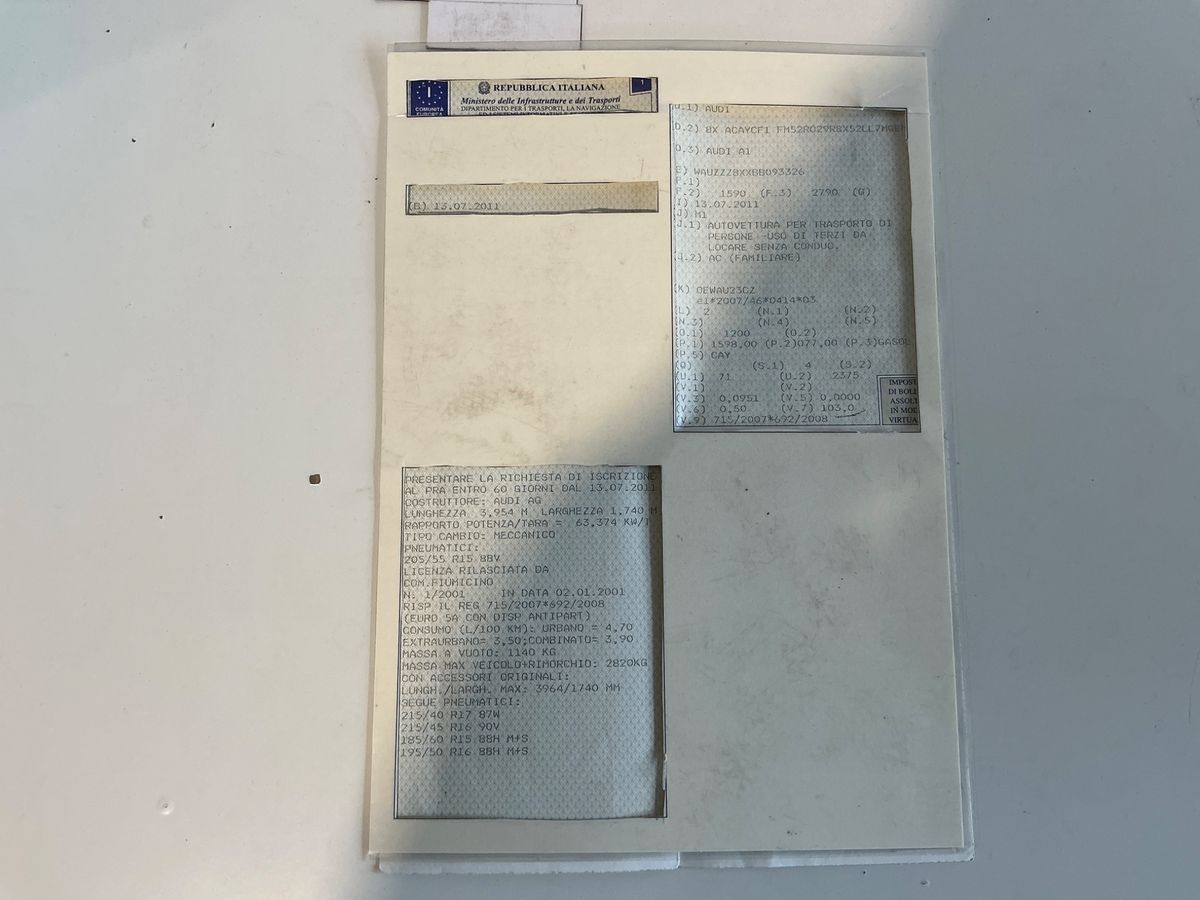 I
COMUNITÀ
EUROPEA
REPUBBLICA ITALIANA
1
Ministero delle Infrastrutture e dei Trasporti
DIPARTIMENTO PER I TRASPORTI, LA NAVIGAZIONE
(B) 13.07.2011
PRESENTARE LA RICHIESTA DI ISCRIZIONE
AL PRA ENTRO 60 GIORNI DAL 13.07.2011
COSTRUTTORE: AUDI AG
LUNGHEZZA 3,954 M LARGHEZZA 1,740 M
RAPPORTO POTENZA/TARA = 63,374 KW/T
TIPO CAMBIO: MECCANICO
PNEUMATICI:
205/55 R15 88V
LICENZA RILASCIATA DA
COM.FIUMICINO
N. 1/2001 IN DATA 02.01.2001
RISP IL REG 715/2007*692/2008
(EURO 5A CON DISP ANTIPART)
CONSUMO (L/100 KM): URBANO = 4,70
EXTRAURBANO= 3,50;COMBINATO= 3,90
MASSA A VUOTO: 1140 KG
MASSA MAX VEICOLO+RIMORCHIO: 2820KG
CON ACCESSORI ORIGINALI:
LUNGH./LARGH. MAX: 3964/1740 MM
SEGUE PNEUMATICI:
215/40 R17 87W
215/45 R16 90V
185/60 R15 88H M+S
195/50 R16 88H M+S
(D.1) AUDI
(D.2) 8X ACAYCF1
(D.3) AUDI A1
(E) WAUZZZ8XXBB093326
(F.1)
(F.2) 1590 (F.3) 2790 (G)
(I) 13.07.2011
(J) M1
(J.1) AUTOVETTURA PER TRASPORTO DI
PERSONE -USO DI TERZI DA
LOCARE SENZA CONDUC.
(J.2) AC (FAMILIARE)
(K) OEWAU23CZ
e1*2007/46*0414*03
(L) 2 (N.1) (N.2)
(N.3) (N.4) (N.5)
(O.1) 1200 (O.2)
(P.1) 1598,00 (P.2)077,00 (P.3)GASOL
(P.5) CAY
(Q) (S.1) 4 (S.2)
(U.1) 71 (U.2) 2375
(V.1) (V.2)
(V.3) 0,0951 (V.5) 0,0000
(V.6) 0,50 (V.7) 103,0
(V.9) 715/2007*692/2008
IMPOST
DI BOLL
ASSOLT
IN MOD
VIRTUA